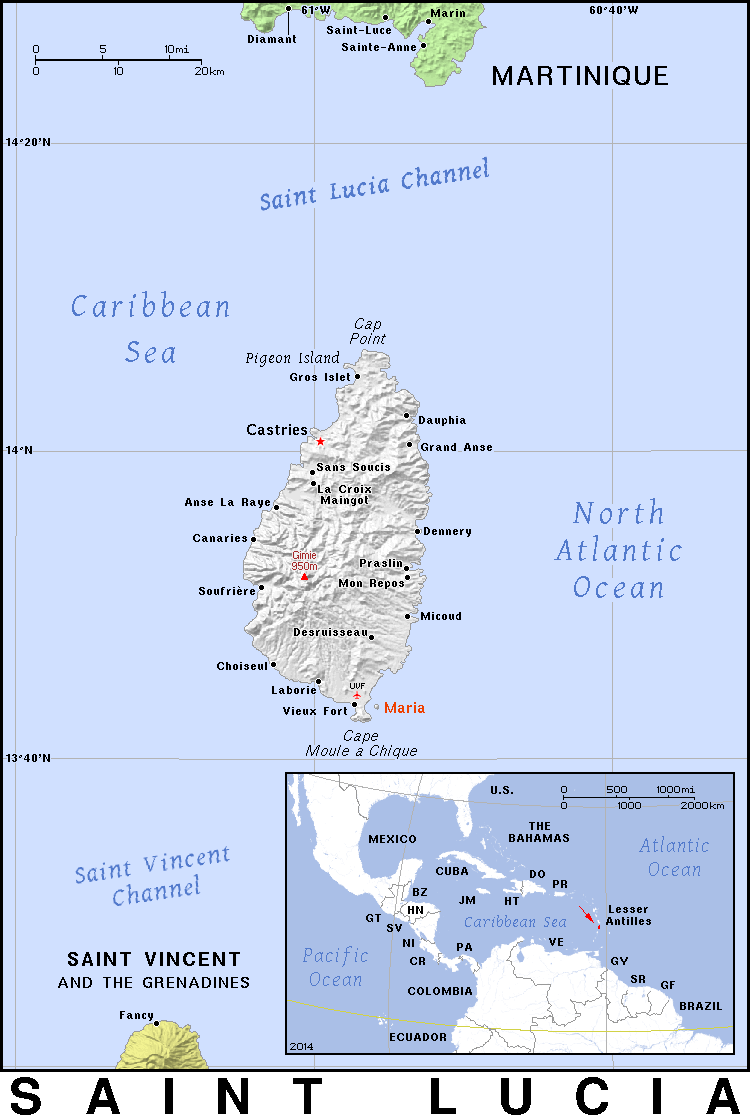 61°W
60°40'W
Diamant
Saint-Luce
Marin
Sainte-Anne
0 5 10mi
0 10 20km
MARTINIQUE
14°20'N
Saint Lucia Channel
Caribbean
Sea
Cap
Point
Pigeon Island
Gros Islet
Dauphia
Castries
Grand Anse
14°N
Sans Soucis
La Croix
Maingot
Anse La Raye
North
Atlantic
Ocean
Dennery
Canaries
Gimie
950m
Praslin
Mon Repos
Soufrière
Micoud
Desruisseau
Choiseul
Laborie
UVF
Vieux Fort
Maria
Cape
Moule a Chique
13°40'N
U.S.
0 500 1000mi
0 1000 2000km
THE
BAHAMAS
MEXICO
Atlantic
Ocean
CUBA
DO
PR
BZ
JM
HT
HN
GT
SV
Caribbean Sea
Lesser
Antilles
NI
PA
VE
CR
GY
Pacific
Ocean
SR
GF
COLOMBIA
BRAZIL
ECUADOR
2014
Saint Vincent
Channel
SAINT VINCENT
AND THE GRENADINES
Fancy
SAINT LUCIA